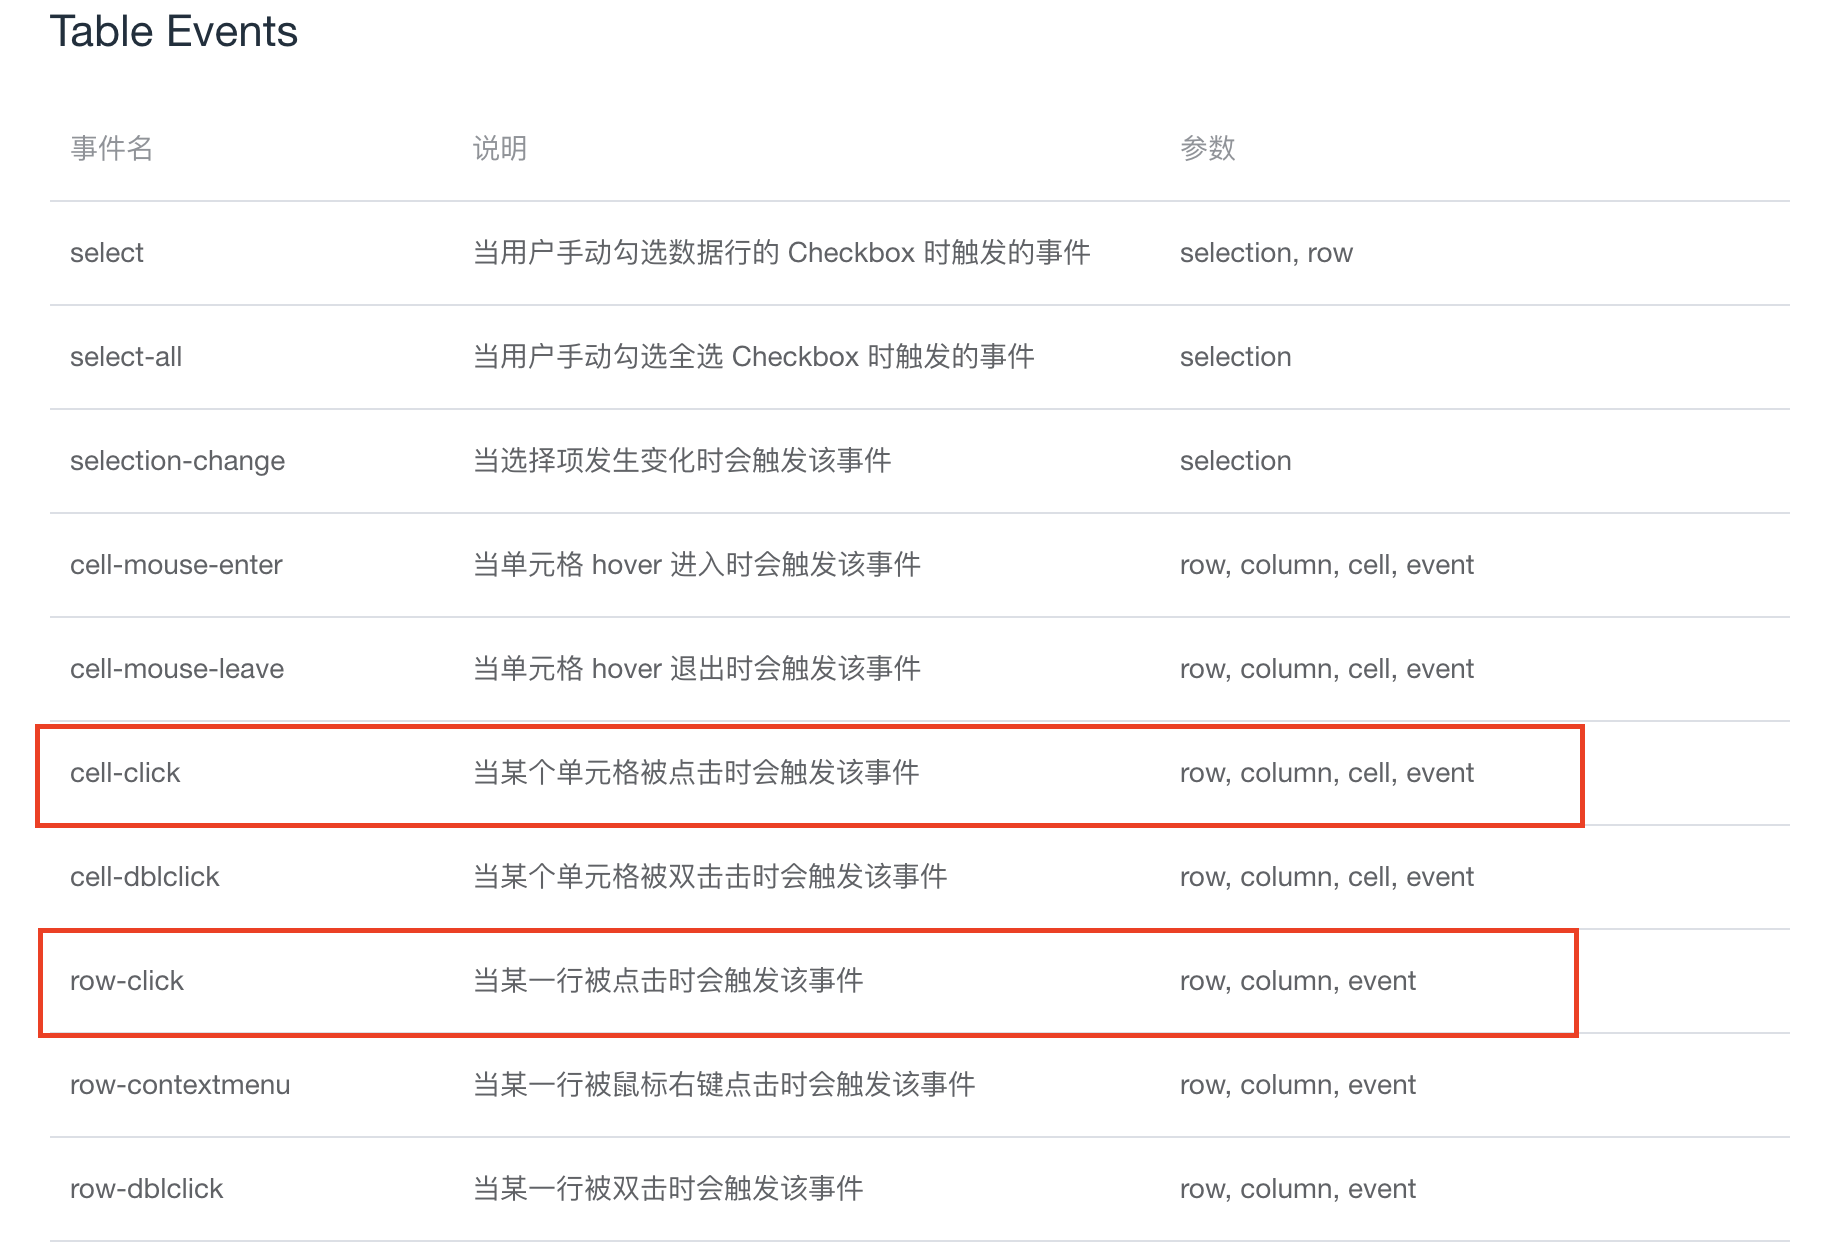 Table Events
事件名 说明 参数
select 当用户手动勾选数据行的 Checkbox 时触发的事件 selection, row
select-all 当用户手动勾选全选 Checkbox 时触发的事件 selection
selection-change 当选择项发生变化时会触发该事件 selection
cell-mouse-enter 当单元格 hover 进入时会触发该事件 row, column, cell, event
cell-mouse-leave 当单元格 hover 退出时会触发该事件 row, column, cell, event
cell-click 当某个单元格被点击时会触发该事件 row, column, cell, event
cell-dblclick 当某个单元格被双击击时会触发该事件 row, column, cell, event
row-click 当某一行被点击时会触发该事件 row, column, event
row-contextmenu 当某一行被鼠标右键点击时会触发该事件 row, column, event
row-dblclick 当某一行被双击时会触发该事件 row, column, event